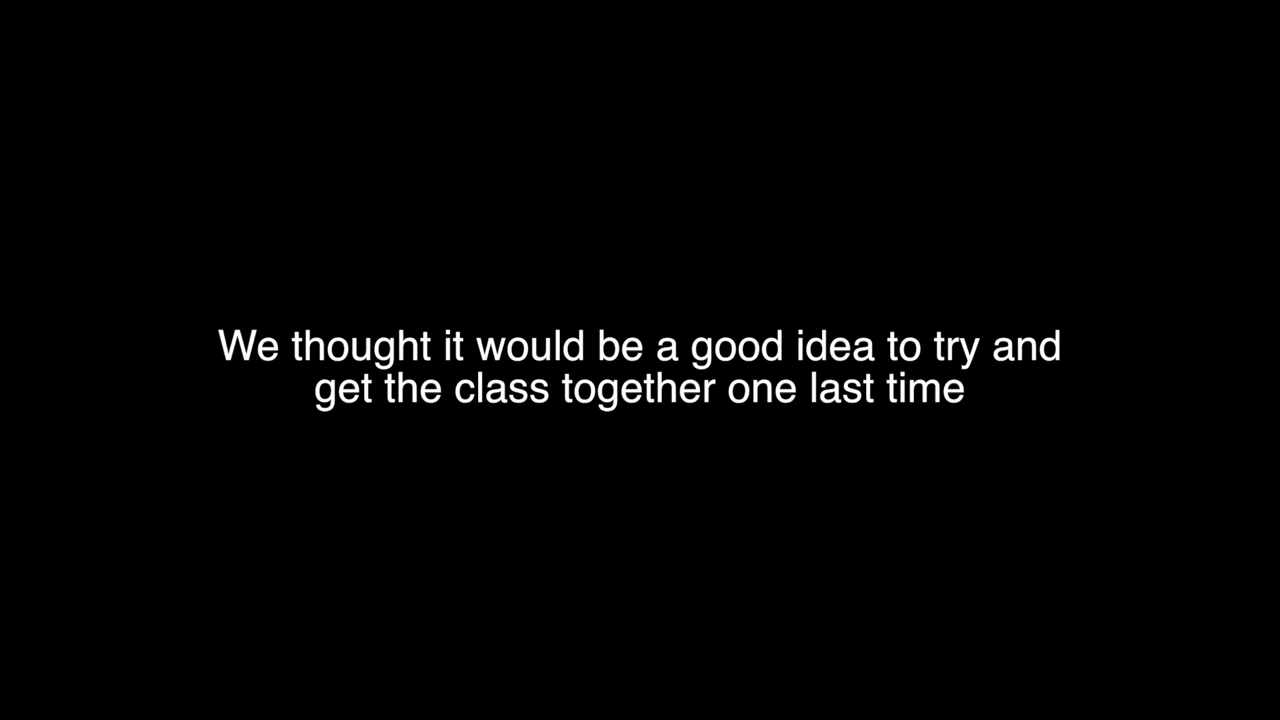 We thought it would be a good idea to try and
get the class together one last time